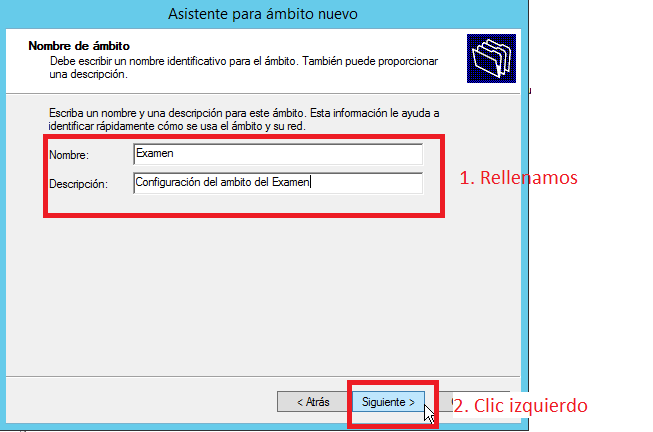 Asistente para ámbito nuevo
Nombre de ámbito
Debe escribir un nombre identificativo para el ámbito. También puede proporcionar
una descripción.
Escriba un nombre y una descripción para este ámbito. Esta información le ayuda a
identificar rápidamente cómo se usa el ámbito y su red.
Nombre: Examen
Descripción: Configuración del ambito del Examen
1. Rellenamos
< Atrás Siguiente >
2. Clic izquierdo